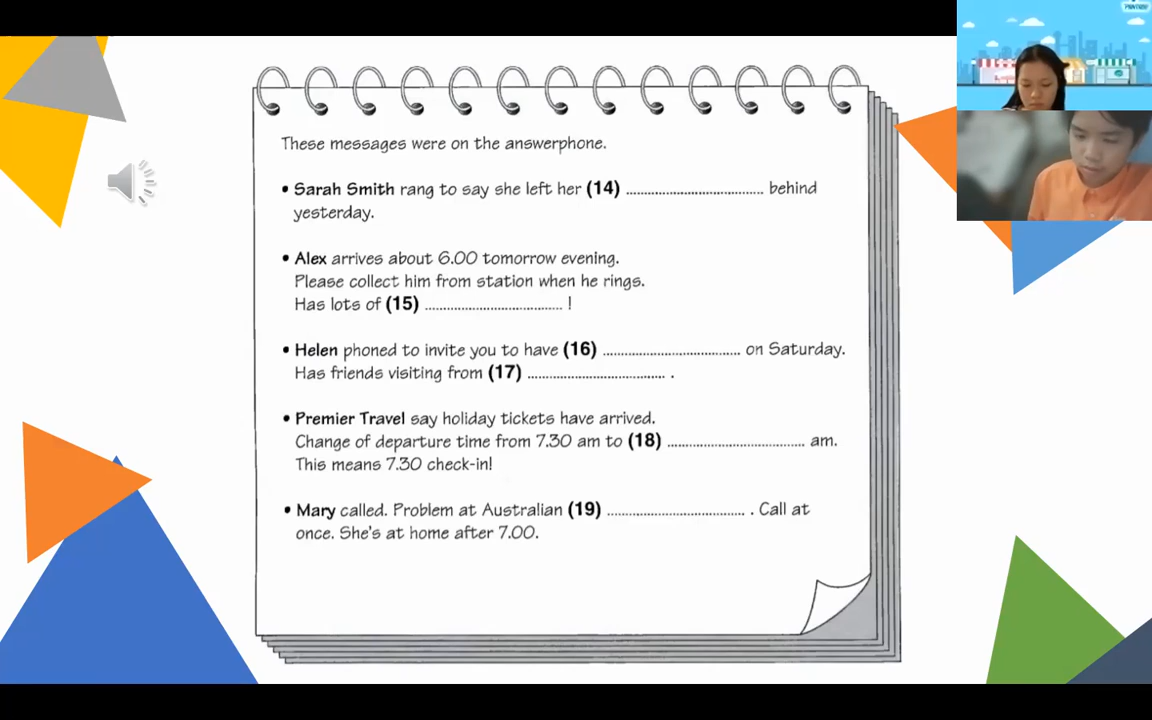 These messages were on the answerphone.
• Sarah Smith rang to say she left her (14) ........................................ behind
yesterday.
• Alex arrives about 6.00 tomorrow evening.
Please collect him from station when he rings.
Has lots of (15) ........................................ !
• Helen phoned to invite you to have (16) ........................................ on Saturday.
Has friends visiting from (17) ........................................ .
• Premier Travel say holiday tickets have arrived.
Change of departure time from 7.30 am to (18) ........................................ am.
This means 7.30 check-in!
• Mary called. Problem at Australian (19) ........................................ . Call at
once. She's at home after 7.00.